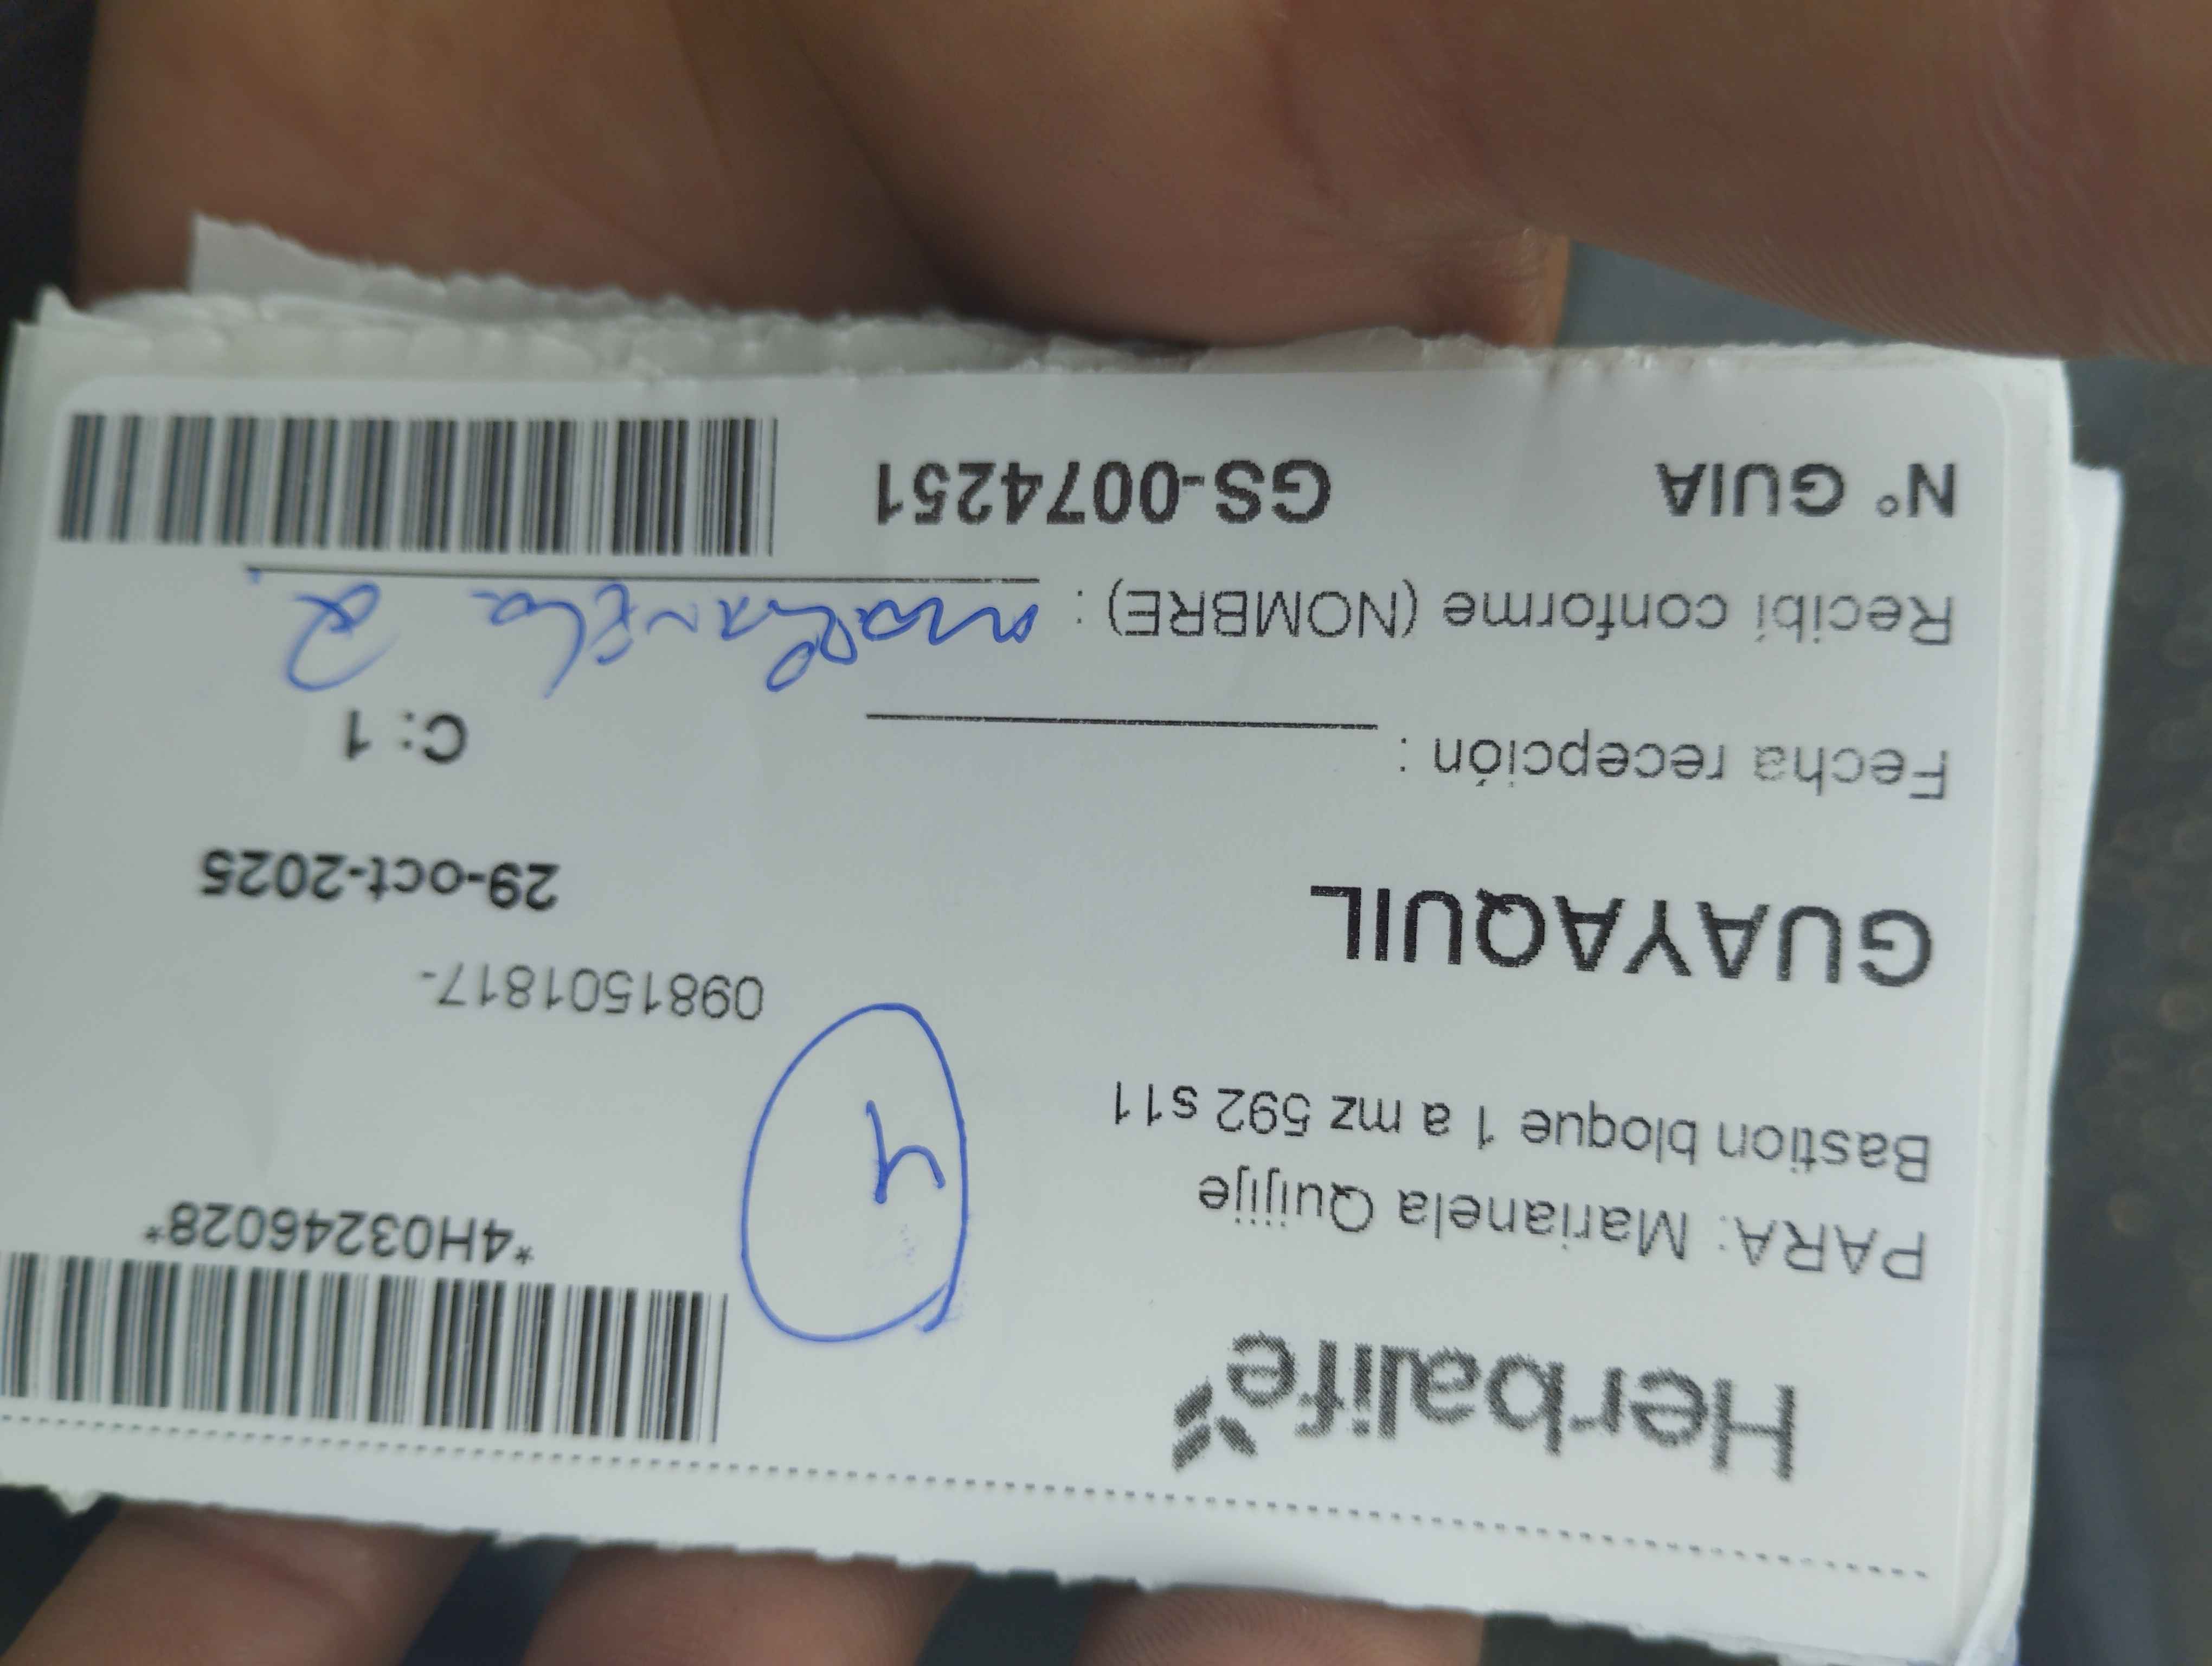 Herbalife
*4H03246028*
PARA: Marianela Quijije
Bastion bloque 1 a mz 592 s11
4
0981501817-
GUAYAQUIL
29-oct-2025
Fecha recepción :
C: 1
Recibí conforme (NOMBRE) : Marianela Q.
N° GUIA GS-0074251